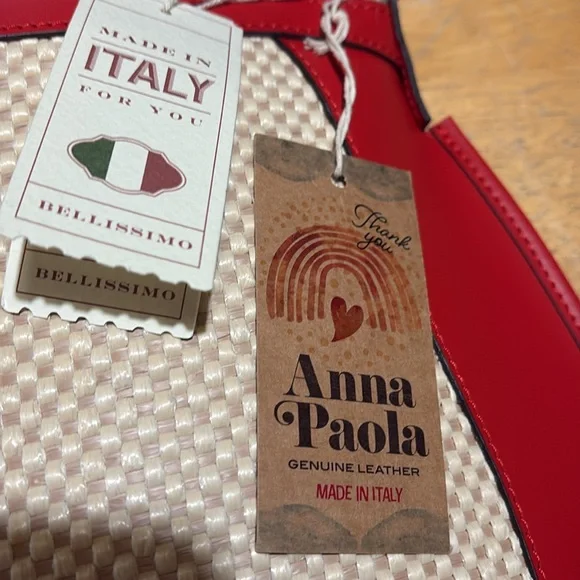 MADE IN
ITALY
FOR YOU
BELLISSIMO
BELLISSIMO
Thank
you
Anna
Paola
GENUINE LEATHER
MADE IN ITALY